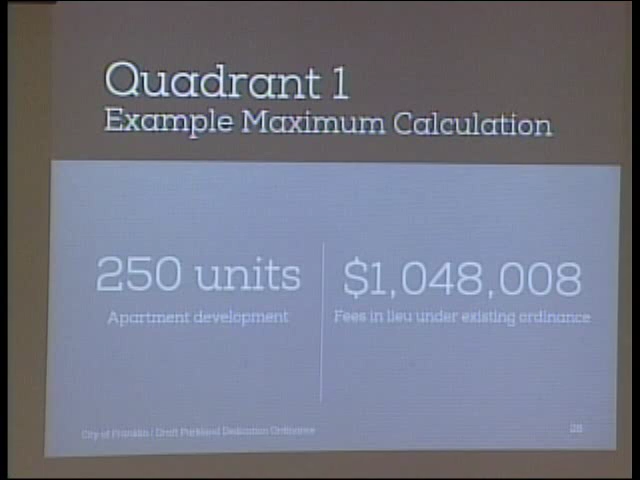 Quadrant 1
Example Maximum Calculation
250 units
Apartment development
$1,048,008
Fees in lieu under existing ordinance
City of Franklin | Draft Parkland Dedication Ordinance